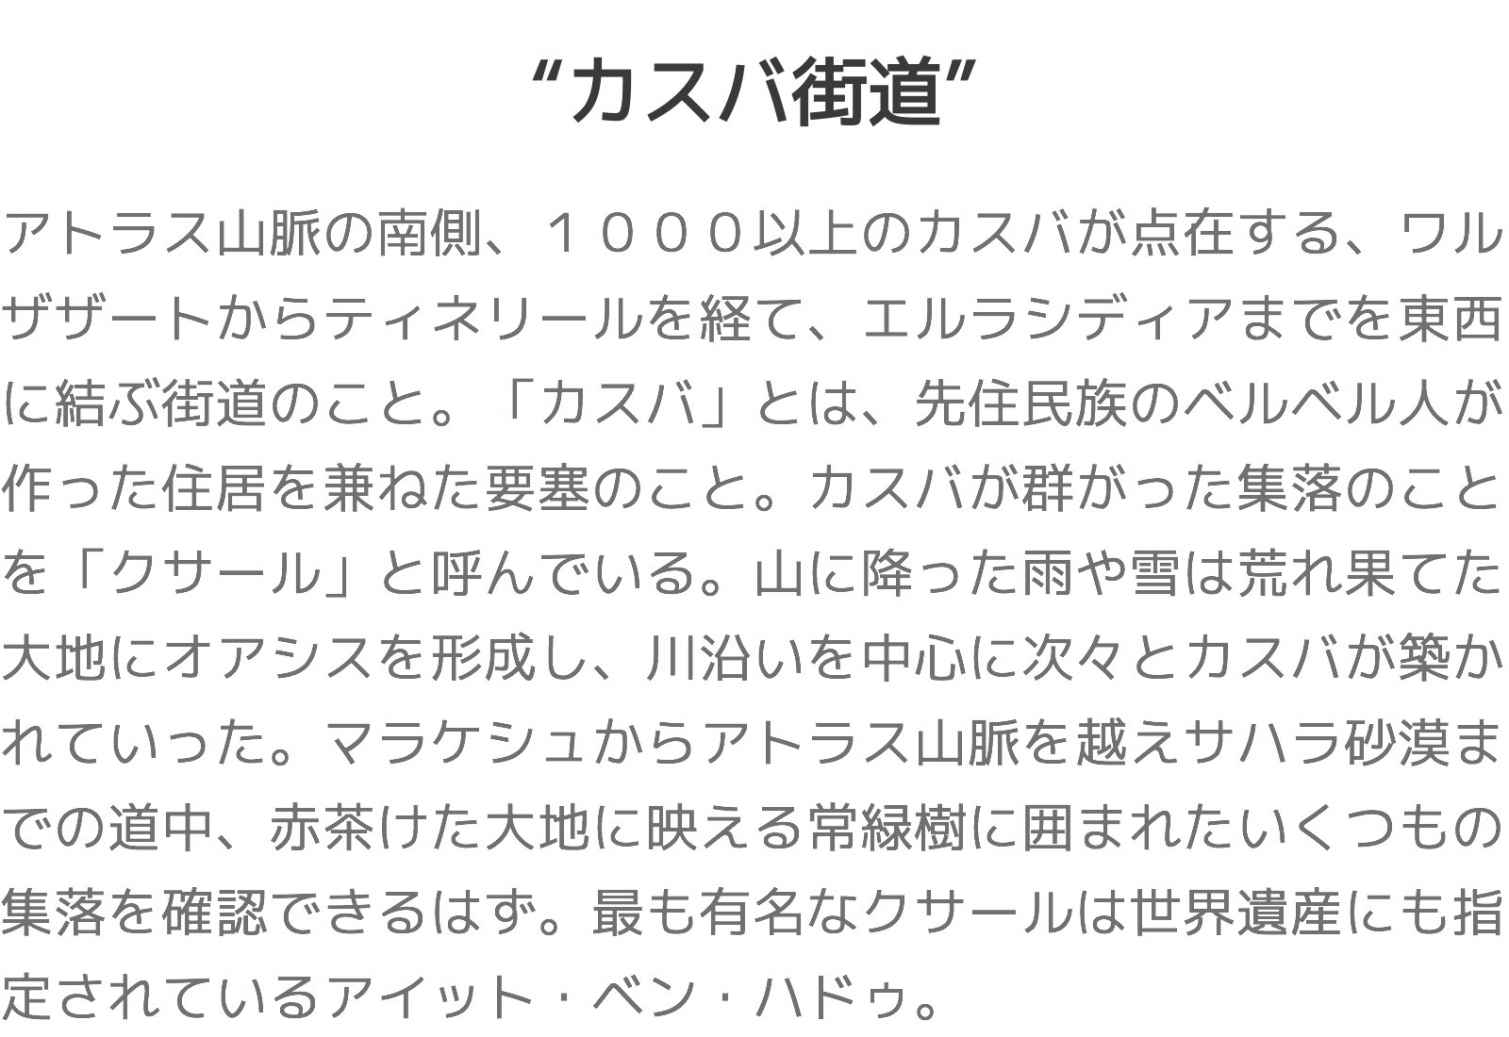 “カスバ街道”
アトラス山脈の南側、１０００以上のカスバが点在する、ワル
ザザートからティネリールを経て、エルラシディアまでを東西
に結ぶ街道のこと。「カスバ」とは、先住民族のベルベル人が
作った住居を兼ねた要塞のこと。カスバが群がった集落のこと
を「クサール」と呼んでいる。山に降った雨や雪は荒れ果てた
大地にオアシスを形成し、川沿いを中心に次々とカスバが築か
れていった。マラケシュからアトラス山脈を越えサハラ砂漠ま
での道中、赤茶けた大地に映える常緑樹に囲まれたいくつもの
集落を確認できるはず。最も有名なクサールは世界遺産にも指
定されているアイット・ベン・ハドゥ。